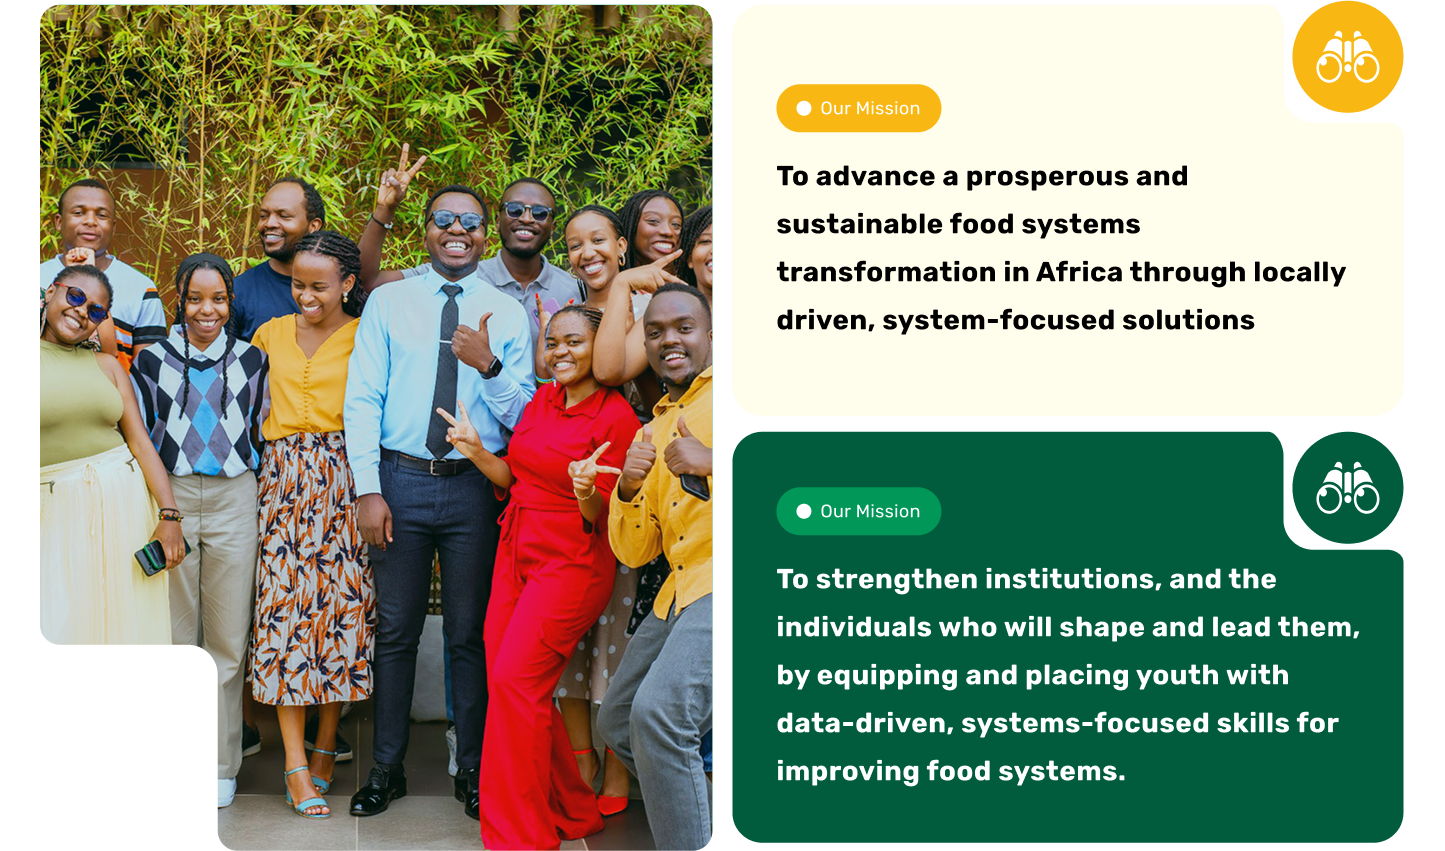 Our Mission
To advance a prosperous and
sustainable food systems
transformation in Africa through locally
driven, system-focused solutions
Our Mission
To strengthen institutions, and the
individuals who will shape and lead them,
by equipping and placing youth with
data-driven, systems-focused skills for
improving food systems.